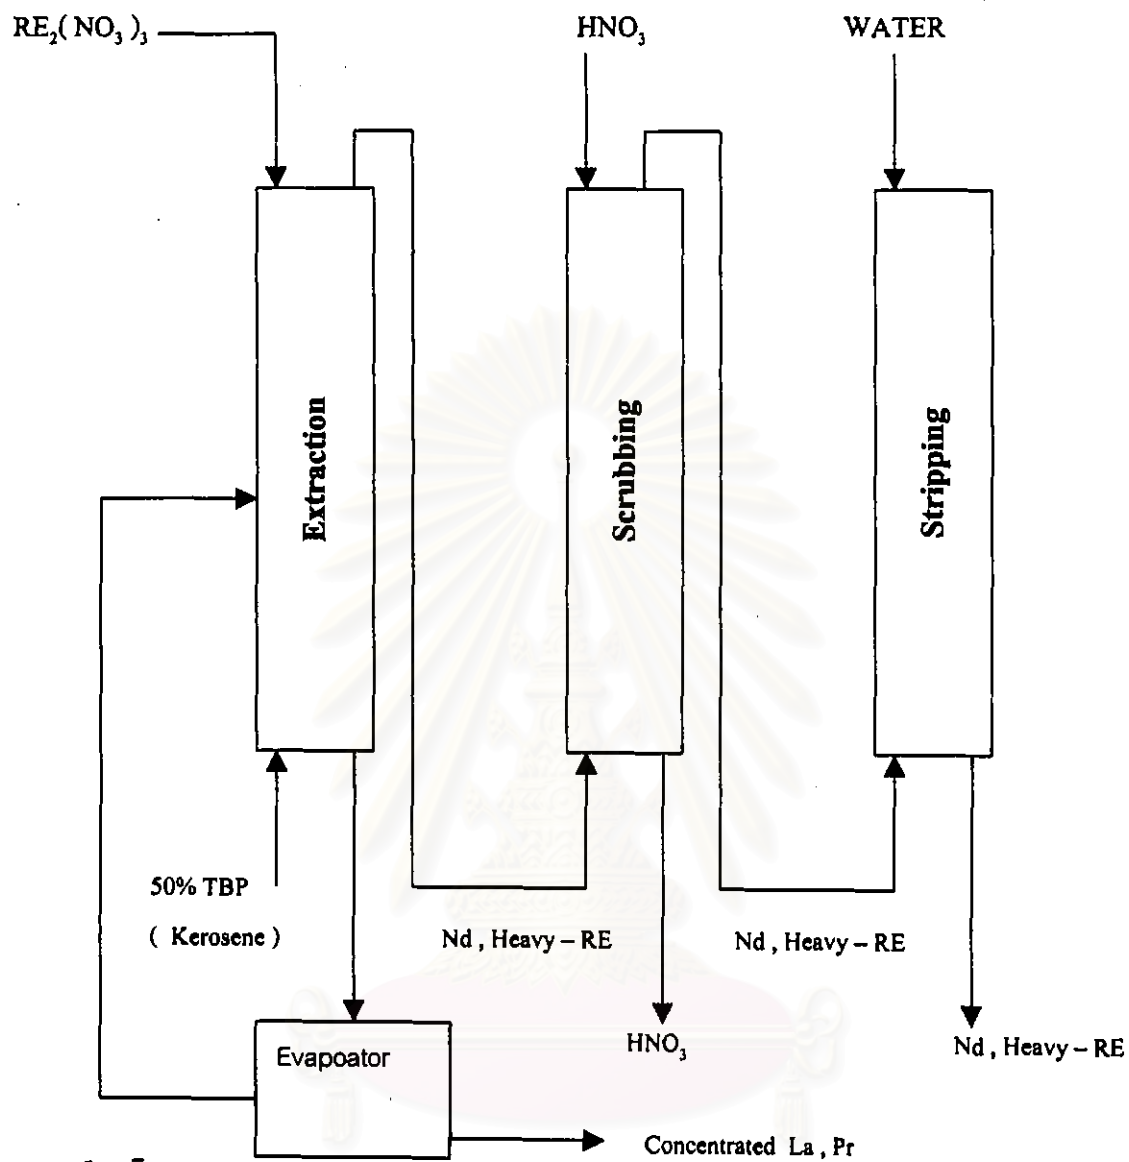 RE₂(NO₃)₃
HNO₃
WATER
Extraction
Scrubbing
Stripping
50% TBP
( Kerosene )
Nd , Heavy – RE
Nd , Heavy – RE
Evapoator
HNO₃
Nd , Heavy – RE
Concentrated La , Pr